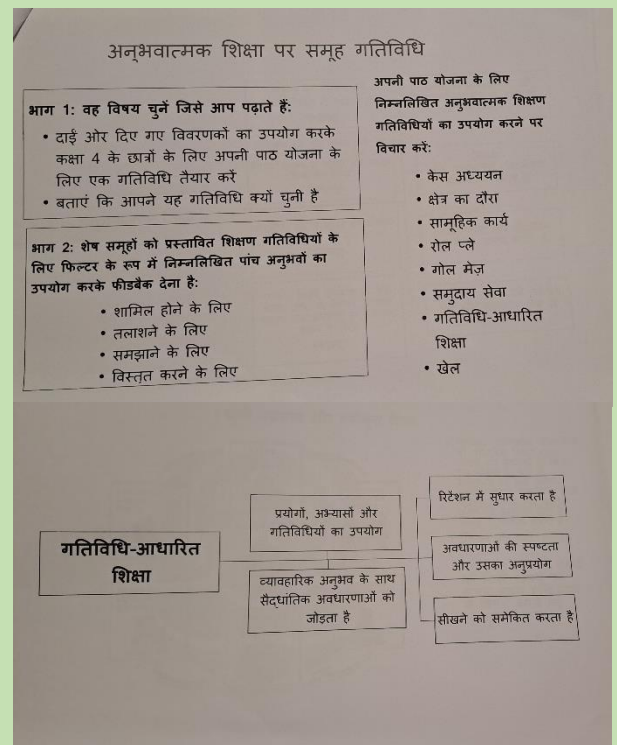 अनुभवात्मक शिक्षा पर समूह गतिविधि
भाग 1: वह विषय चुनें जिसे आप पढ़ाते हैं:
• दाई ओर दिए गए विवरणकों का उपयोग करके
कक्षा 4 के छात्रों के लिए अपनी पाठ योजना के
लिए एक गतिविधि तैयार करें
• बताएं कि आपने यह गतिविधि क्यों चुनी है
भाग 2: शेष समूहों को प्रस्तावित शिक्षण गतिविधियों के
लिए फिल्टर के रूप में निम्नलिखित पांच अनुभवों का
उपयोग करके फीडबैक देना है:
• शामिल होने के लिए
• तलाशने के लिए
• समझाने के लिए
• विस्तृत करने के लिए
अपनी पाठ योजना के लिए
निम्नलिखित अनुभवात्मक शिक्षण
गतिविधियों का उपयोग करने पर
विचार करें:
• केस अध्ययन
• क्षेत्र का दौरा
• सामूहिक कार्य
• रोल प्ले
• गोल मेज़
• समुदाय सेवा
• गतिविधि-आधारित
शिक्षा
• खेल
गतिविधि-आधारित
शिक्षा
प्रयोगों, अभ्यासों और
गतिविधियों का उपयोग
व्यावहारिक अनुभव के साथ
सैद्धांतिक अवधारणाओं को
जोड़ता है
रिटेंशन में सुधार करता है
अवधारणाओं की स्पष्टता
और उसका अनुप्रयोग
सीखने को समेकित करता है